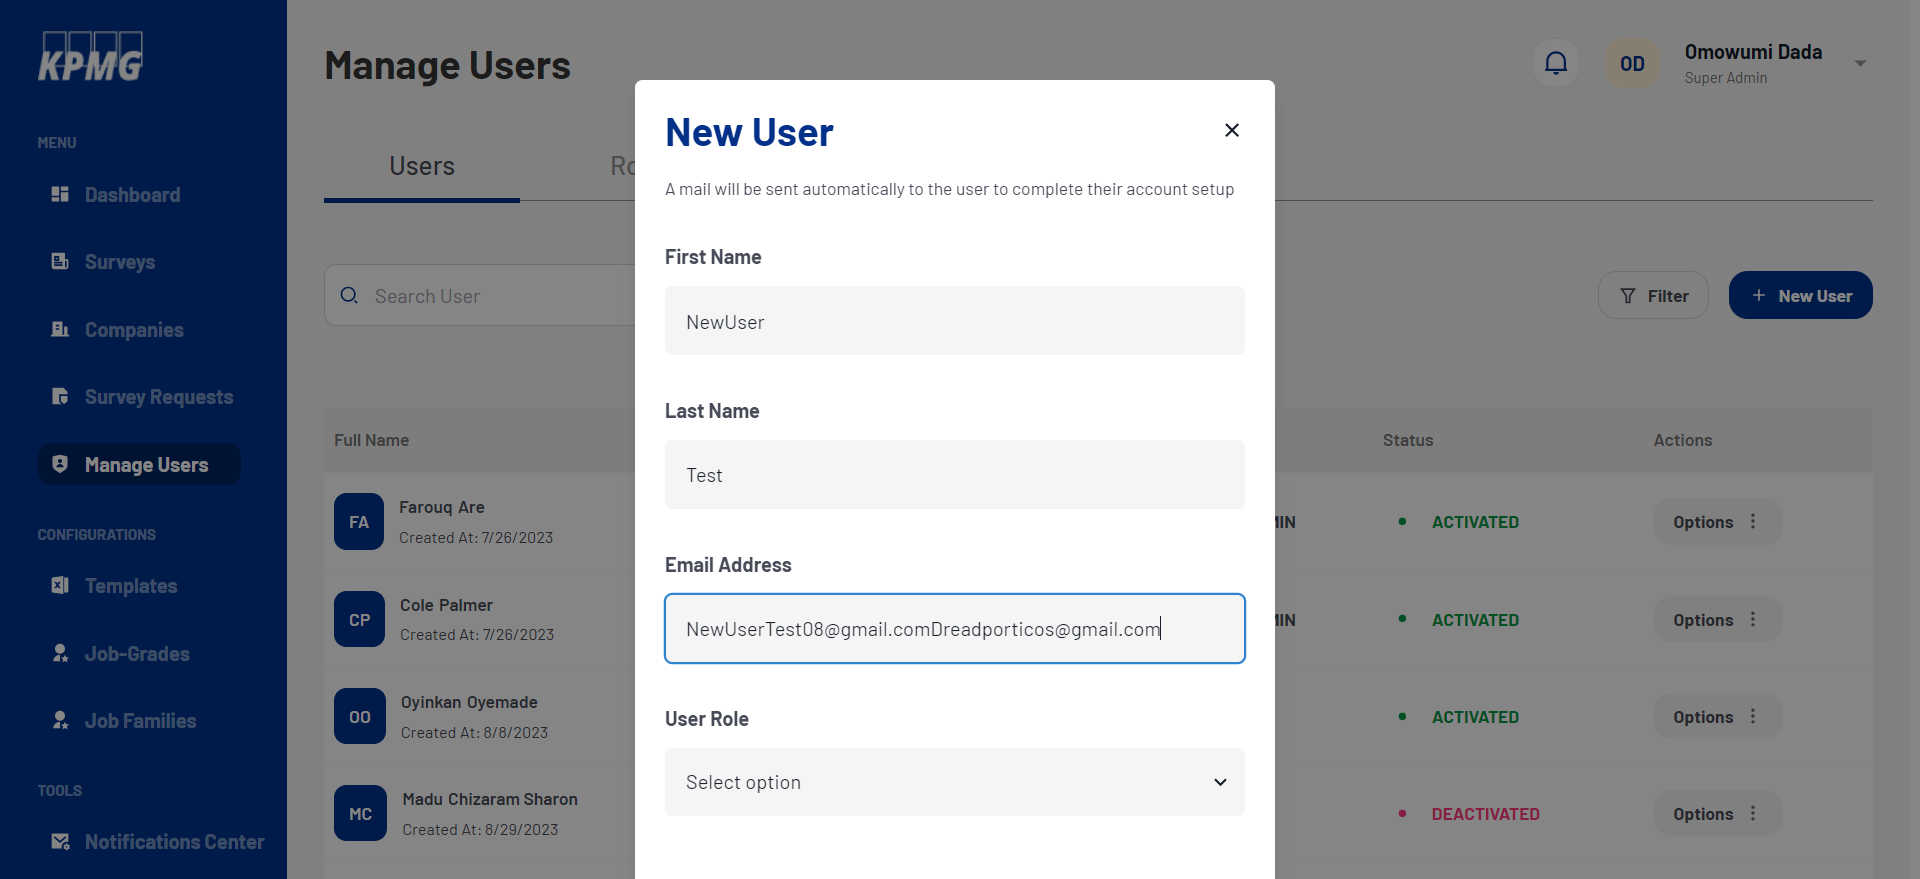 KPMG
MENU
Dashboard
Surveys
Companies
Survey Requests
Manage Users
CONFIGURATIONS
Templates
Job-Grades
Job Families
TOOLS
Notifications Center
Manage Users
OD
Omowumi Dada
Super Admin
Users
Search User
Filter
+ New User
Full Name
Status
Actions
FA
Farouq Are
Created At: 7/26/2023
ACTIVATED
Options
CP
Cole Palmer
Created At: 7/26/2023
ACTIVATED
Options
OO
Oyinkan Oyemade
Created At: 8/8/2023
ACTIVATED
Options
MC
Madu Chizaram Sharon
Created At: 8/29/2023
DEACTIVATED
Options
New User
A mail will be sent automatically to the user to complete their account setup
First Name
NewUser
Last Name
Test
Email Address
NewUserTest08@gmail.comDreadporticos@gmail.com
User Role
Select option